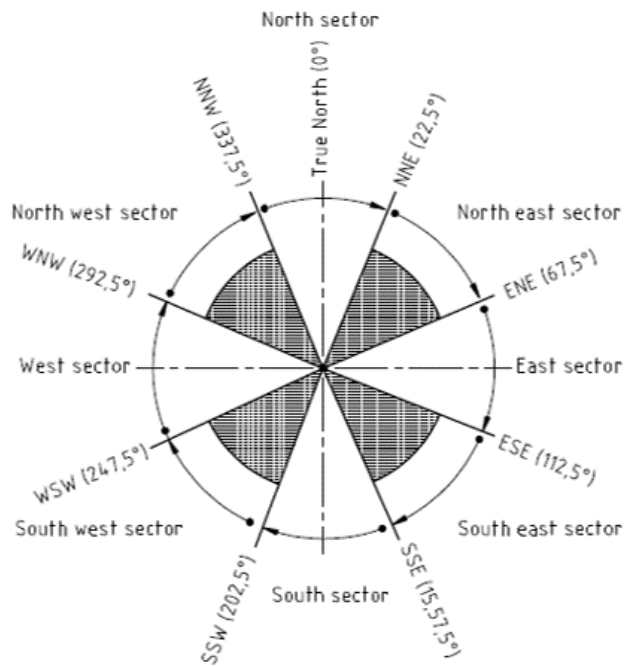 North sector
True North (0°)
NNW (337,5°)
NNE (22,5°)
North west sector
North east sector
WNW (292,5°)
ENE (67,5°)
West sector
East sector
WSW (247,5°)
ESE (112,5°)
South west sector
South east sector
SSW (202,5°)
SSE (15,57,5°)
South sector